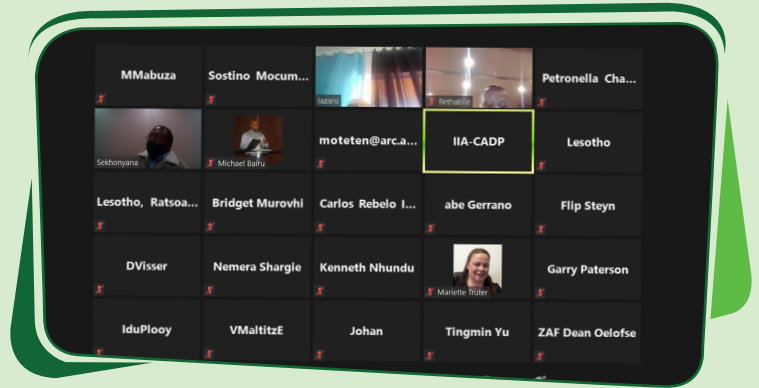 MMabuza
Sostino Mocum...
lazaro
Rethabile
Petronella Cha...
Sekhonyana
Michael Bairu
moteten@arc.a...
IIA-CADP
Lesotho
Lesotho, Ratsoa...
Bridget Murovhi
Carlos Rebelo I...
abe Gerrano
Flip Steyn
DVisser
Nemera Shargie
Kenneth Nhundu
Mariette Truter
Garry Paterson
IduPlooy
VMaltitzE
Johan
Tingmin Yu
ZAF Dean Oelofse